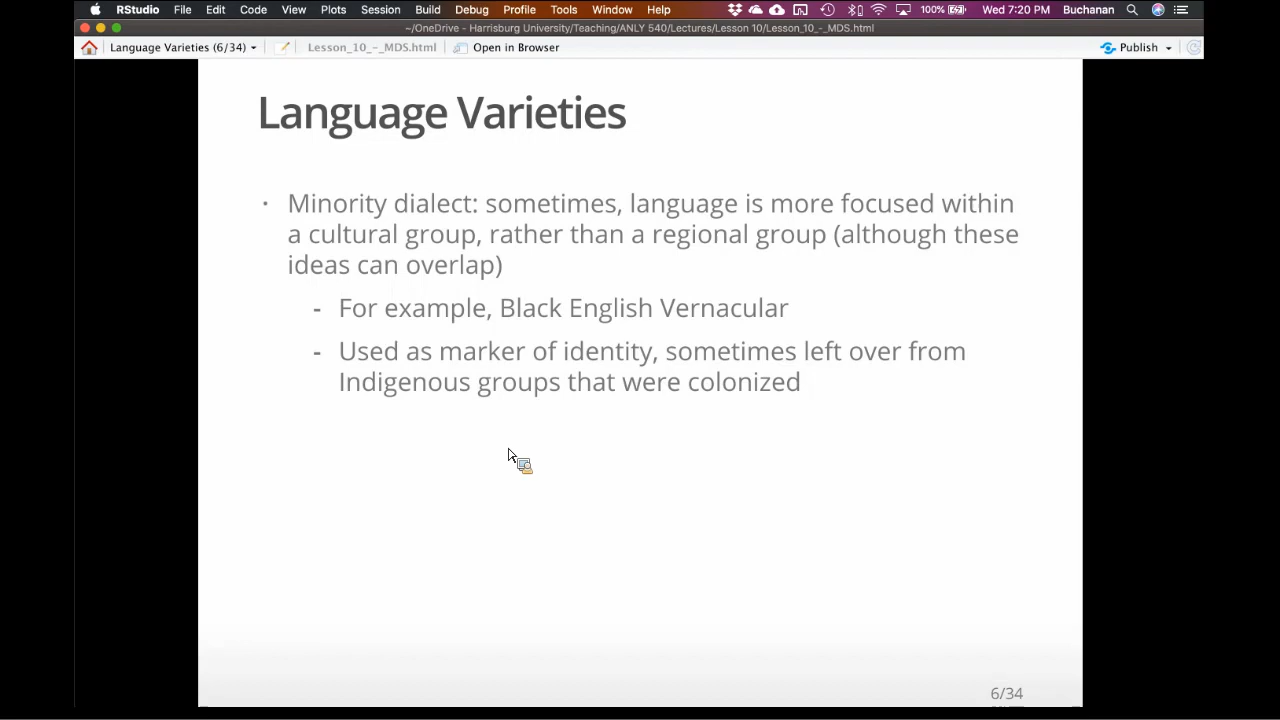 RStudio File Edit Code View Plots Session Build Debug Profile Tools Window Help 100% Wed 7:20 PM Buchanan
~/OneDrive - Harrisburg University/Teaching/ANLY 540/Lectures/Lesson 10/Lesson_10_-_MDS.html
Language Varieties (6/34) Lesson_10_-_MDS.html Open in Browser Publish
Language Varieties
· Minority dialect: sometimes, language is more focused within
a cultural group, rather than a regional group (although these
ideas can overlap)
- For example, Black English Vernacular
- Used as marker of identity, sometimes left over from
Indigenous groups that were colonized
6/34